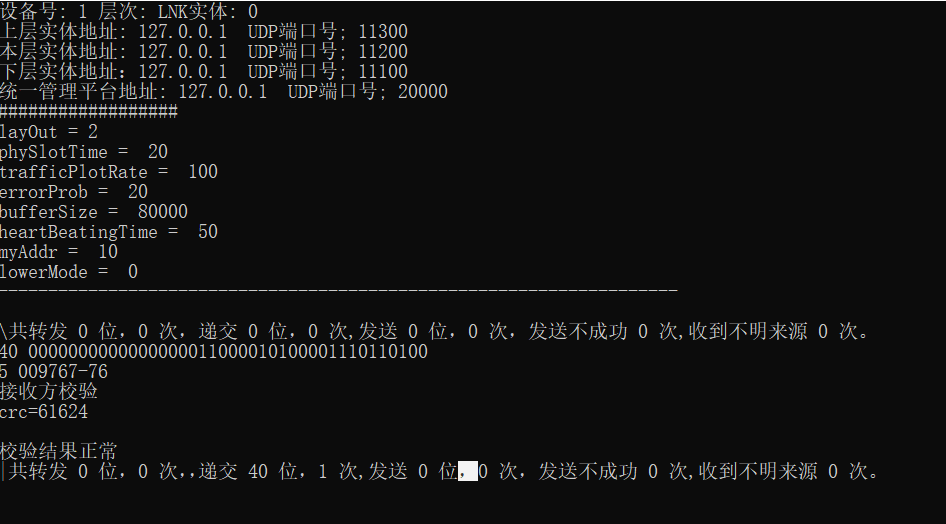 设备号: 1 层次: LNK实体: 0
上层实体地址: 127.0.0.1  UDP端口号; 11300
本层实体地址: 127.0.0.1  UDP端口号; 11200
下层实体地址：127.0.0.1  UDP端口号; 11100
统一管理平台地址: 127.0.0.1  UDP端口号; 20000
##################
layOut = 2
phySlotTime =  20
trafficPlotRate =  100
errorProb =  20
bufferSize =  80000
heartBeatingTime =  50
myAddr =  10
lowerMode =  0
--------------------------------------------------------------------
\共转发 0 位，0 次，递交 0 位，0 次,发送 0 位，0 次，发送不成功 0 次,收到不明来源 0 次。
40 0000000000000000011000010100001110110100
5 009767-76
接收方校验
crc=61624
校验结果正常
|共转发 0 位，0 次,，递交 40 位，1 次,发送 0 位，0 次，发送不成功 0 次,收到不明来源 0 次。